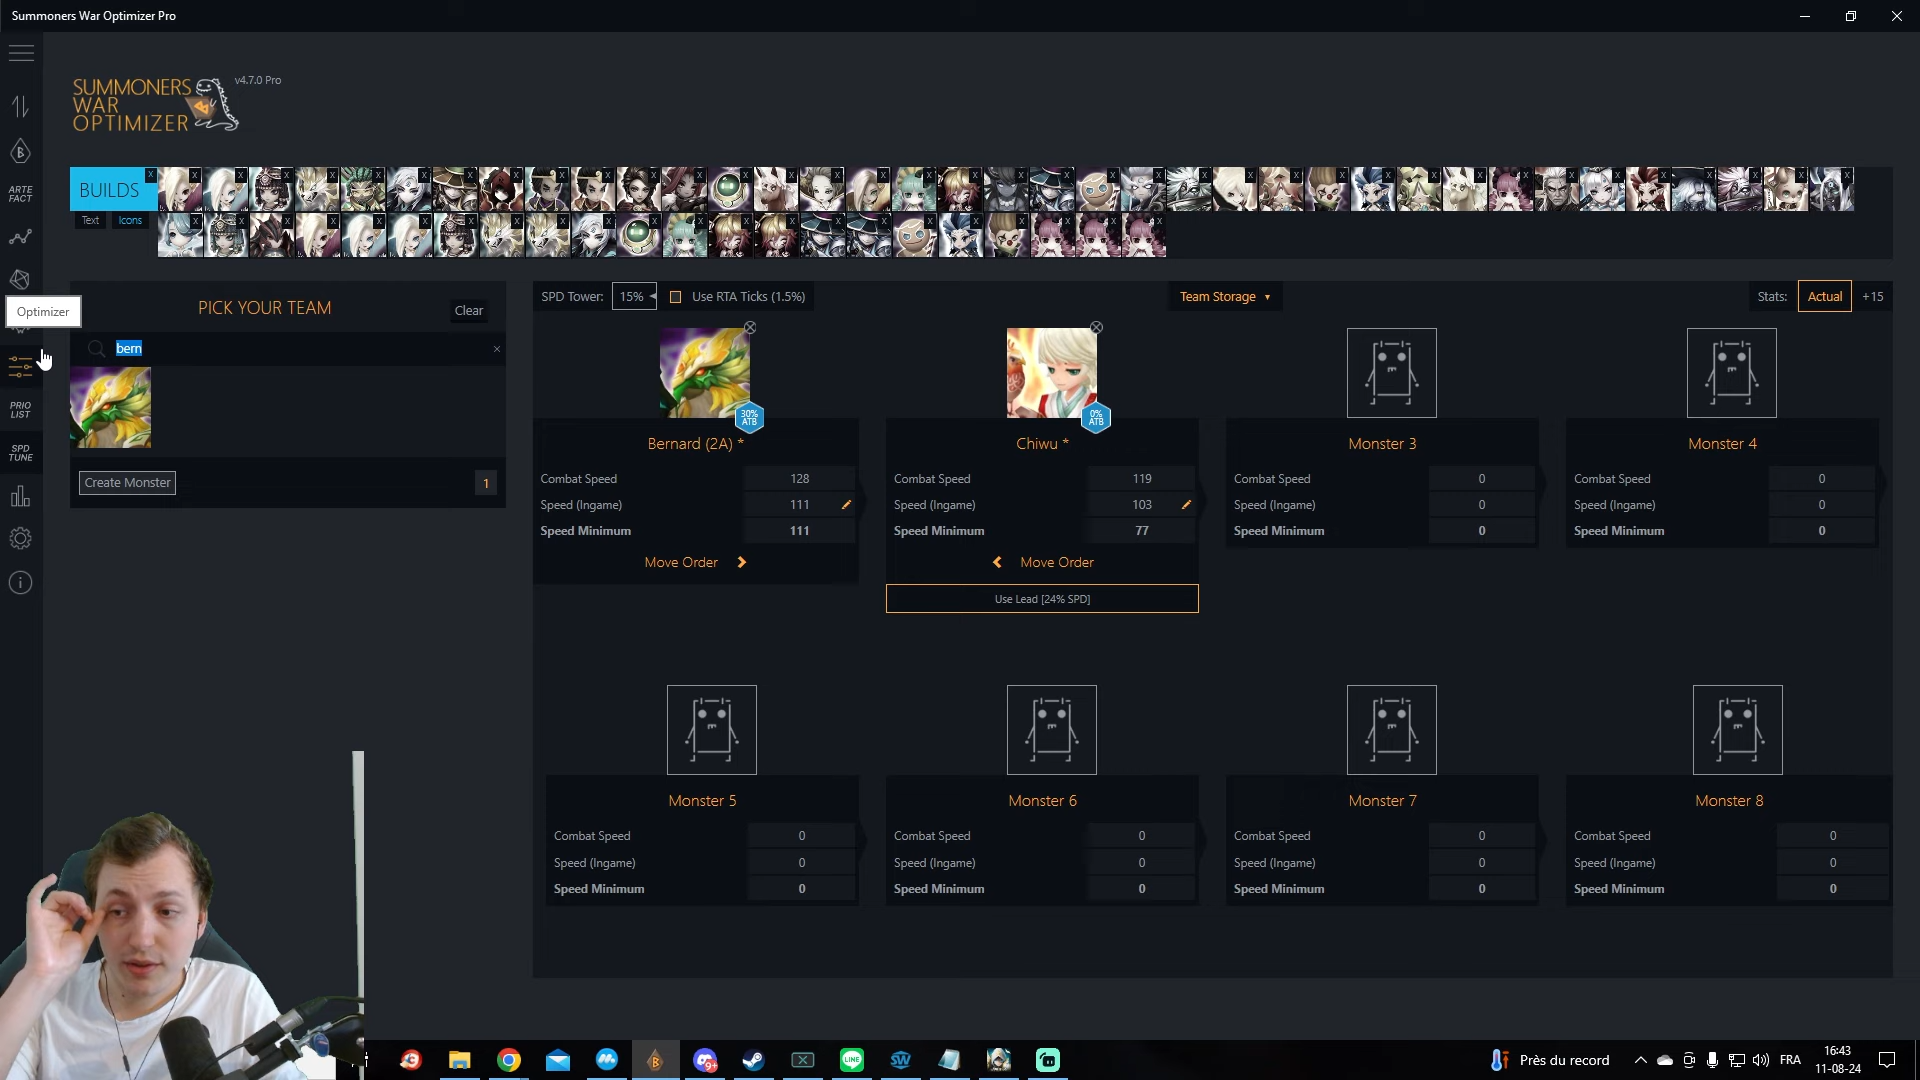 Summoners War Optimizer Pro
SUMMONERS
WAR
OPTIMIZER
v4.7.0 Pro
BUILDS
Text Icons
ARTE
FACT
Optimizer
PRIO
LIST
SPD
TUNE
PICK YOUR TEAM
Clear
bern
Create Monster
1
SPD Tower: 15% Use RTA Ticks (1.5%)
Team Storage
Stats: Actual +15
30%
ATB
Bernard (2A) *
Combat Speed 128
Speed (Ingame) 111
Speed Minimum 111
Move Order
0%
ATB
Chiwu *
Combat Speed 119
Speed (Ingame) 103
Speed Minimum 77
Move Order
Use Lead [24% SPD]
Monster 3
Combat Speed 0
Speed (Ingame) 0
Speed Minimum 0
Monster 4
Combat Speed 0
Speed (Ingame) 0
Speed Minimum 0
Monster 5
Combat Speed 0
Speed (Ingame) 0
Speed Minimum 0
Monster 6
Combat Speed 0
Speed (Ingame) 0
Speed Minimum 0
Monster 7
Combat Speed 0
Speed (Ingame) 0
Speed Minimum 0
Monster 8
Combat Speed 0
Speed (Ingame) 0
Speed Minimum 0
9+
LINE
SW
Près du record
FRA
16:43
11-08-24